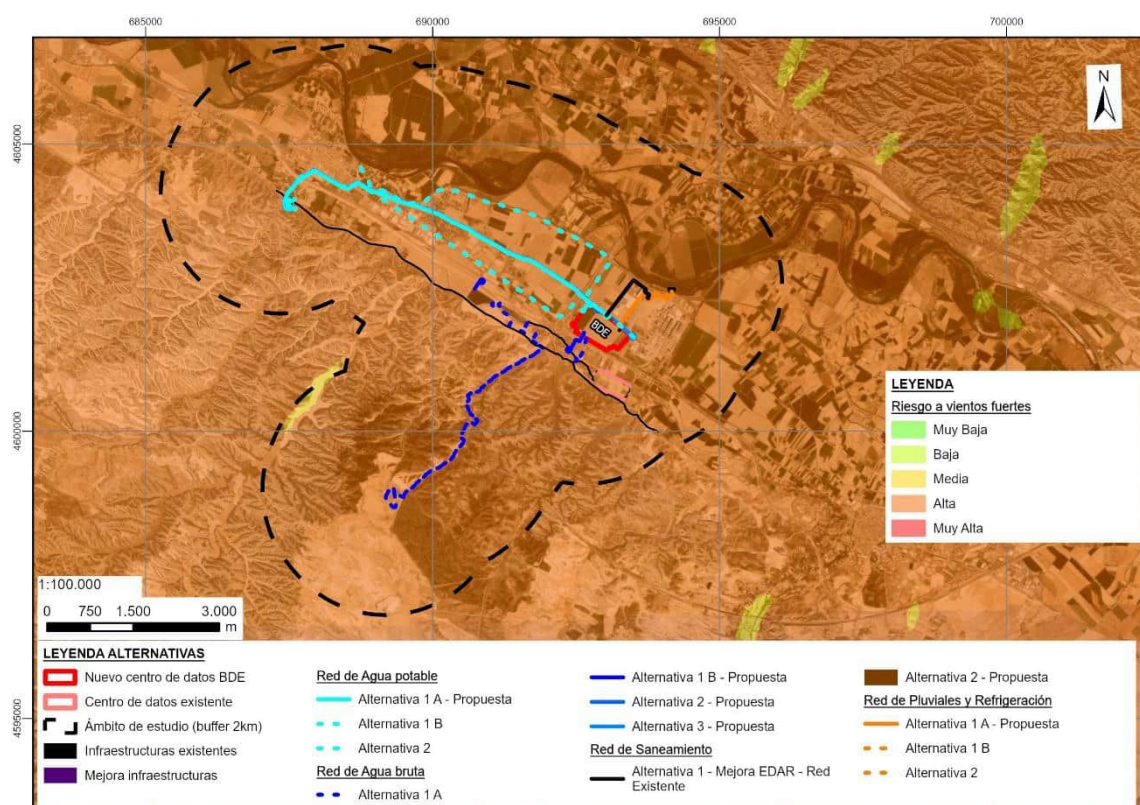 685000
690000
695000
700000
4605000
4600000
4595000
N
BDE
LEYENDA
Riesgo a vientos fuertes
Muy Baja
Baja
Media
Alta
Muy Alta
1:100.000
0 750 1.500 3.000
m
LEYENDA ALTERNATIVAS
Nuevo centro de datos BDE
Centro de datos existente
Ámbito de estudio (buffer 2km)
Infraestructuras existentes
Mejora infraestructuras
Red de Agua potable
Alternativa 1 A - Propuesta
Alternativa 1 B
Alternativa 2
Red de Agua bruta
Alternativa 1 A
Alternativa 1 B - Propuesta
Alternativa 2 - Propuesta
Alternativa 3 - Propuesta
Red de Saneamiento
Alternativa 1 - Mejora EDAR - Red
Existente
Alternativa 2 - Propuesta
Red de Pluviales y Refrigeración
Alternativa 1 A - Propuesta
Alternativa 1 B
Alternativa 2